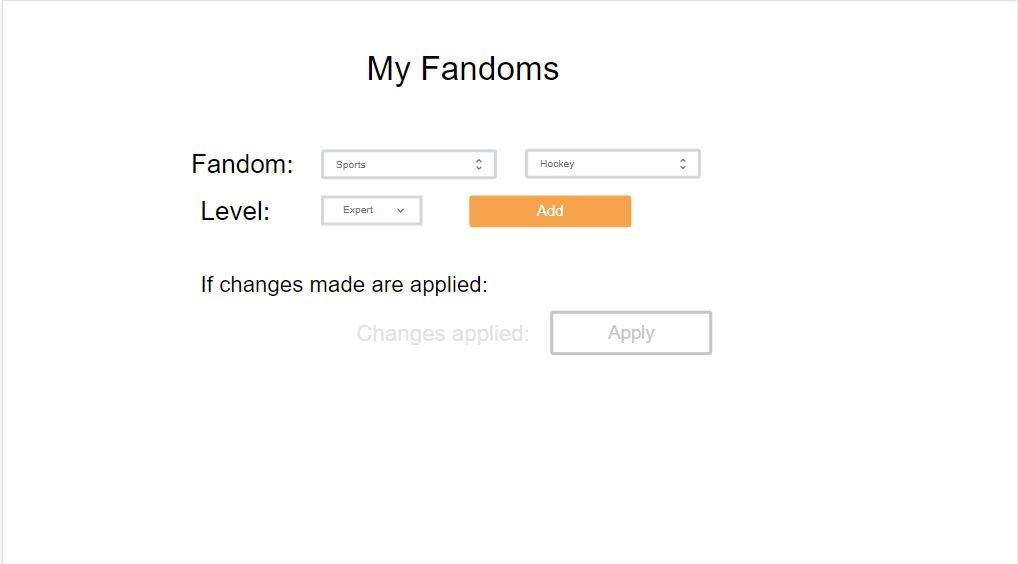 My Fandoms
Fandom: Sports Hockey
Level: Expert Add
If changes made are applied:
Changes applied: Apply